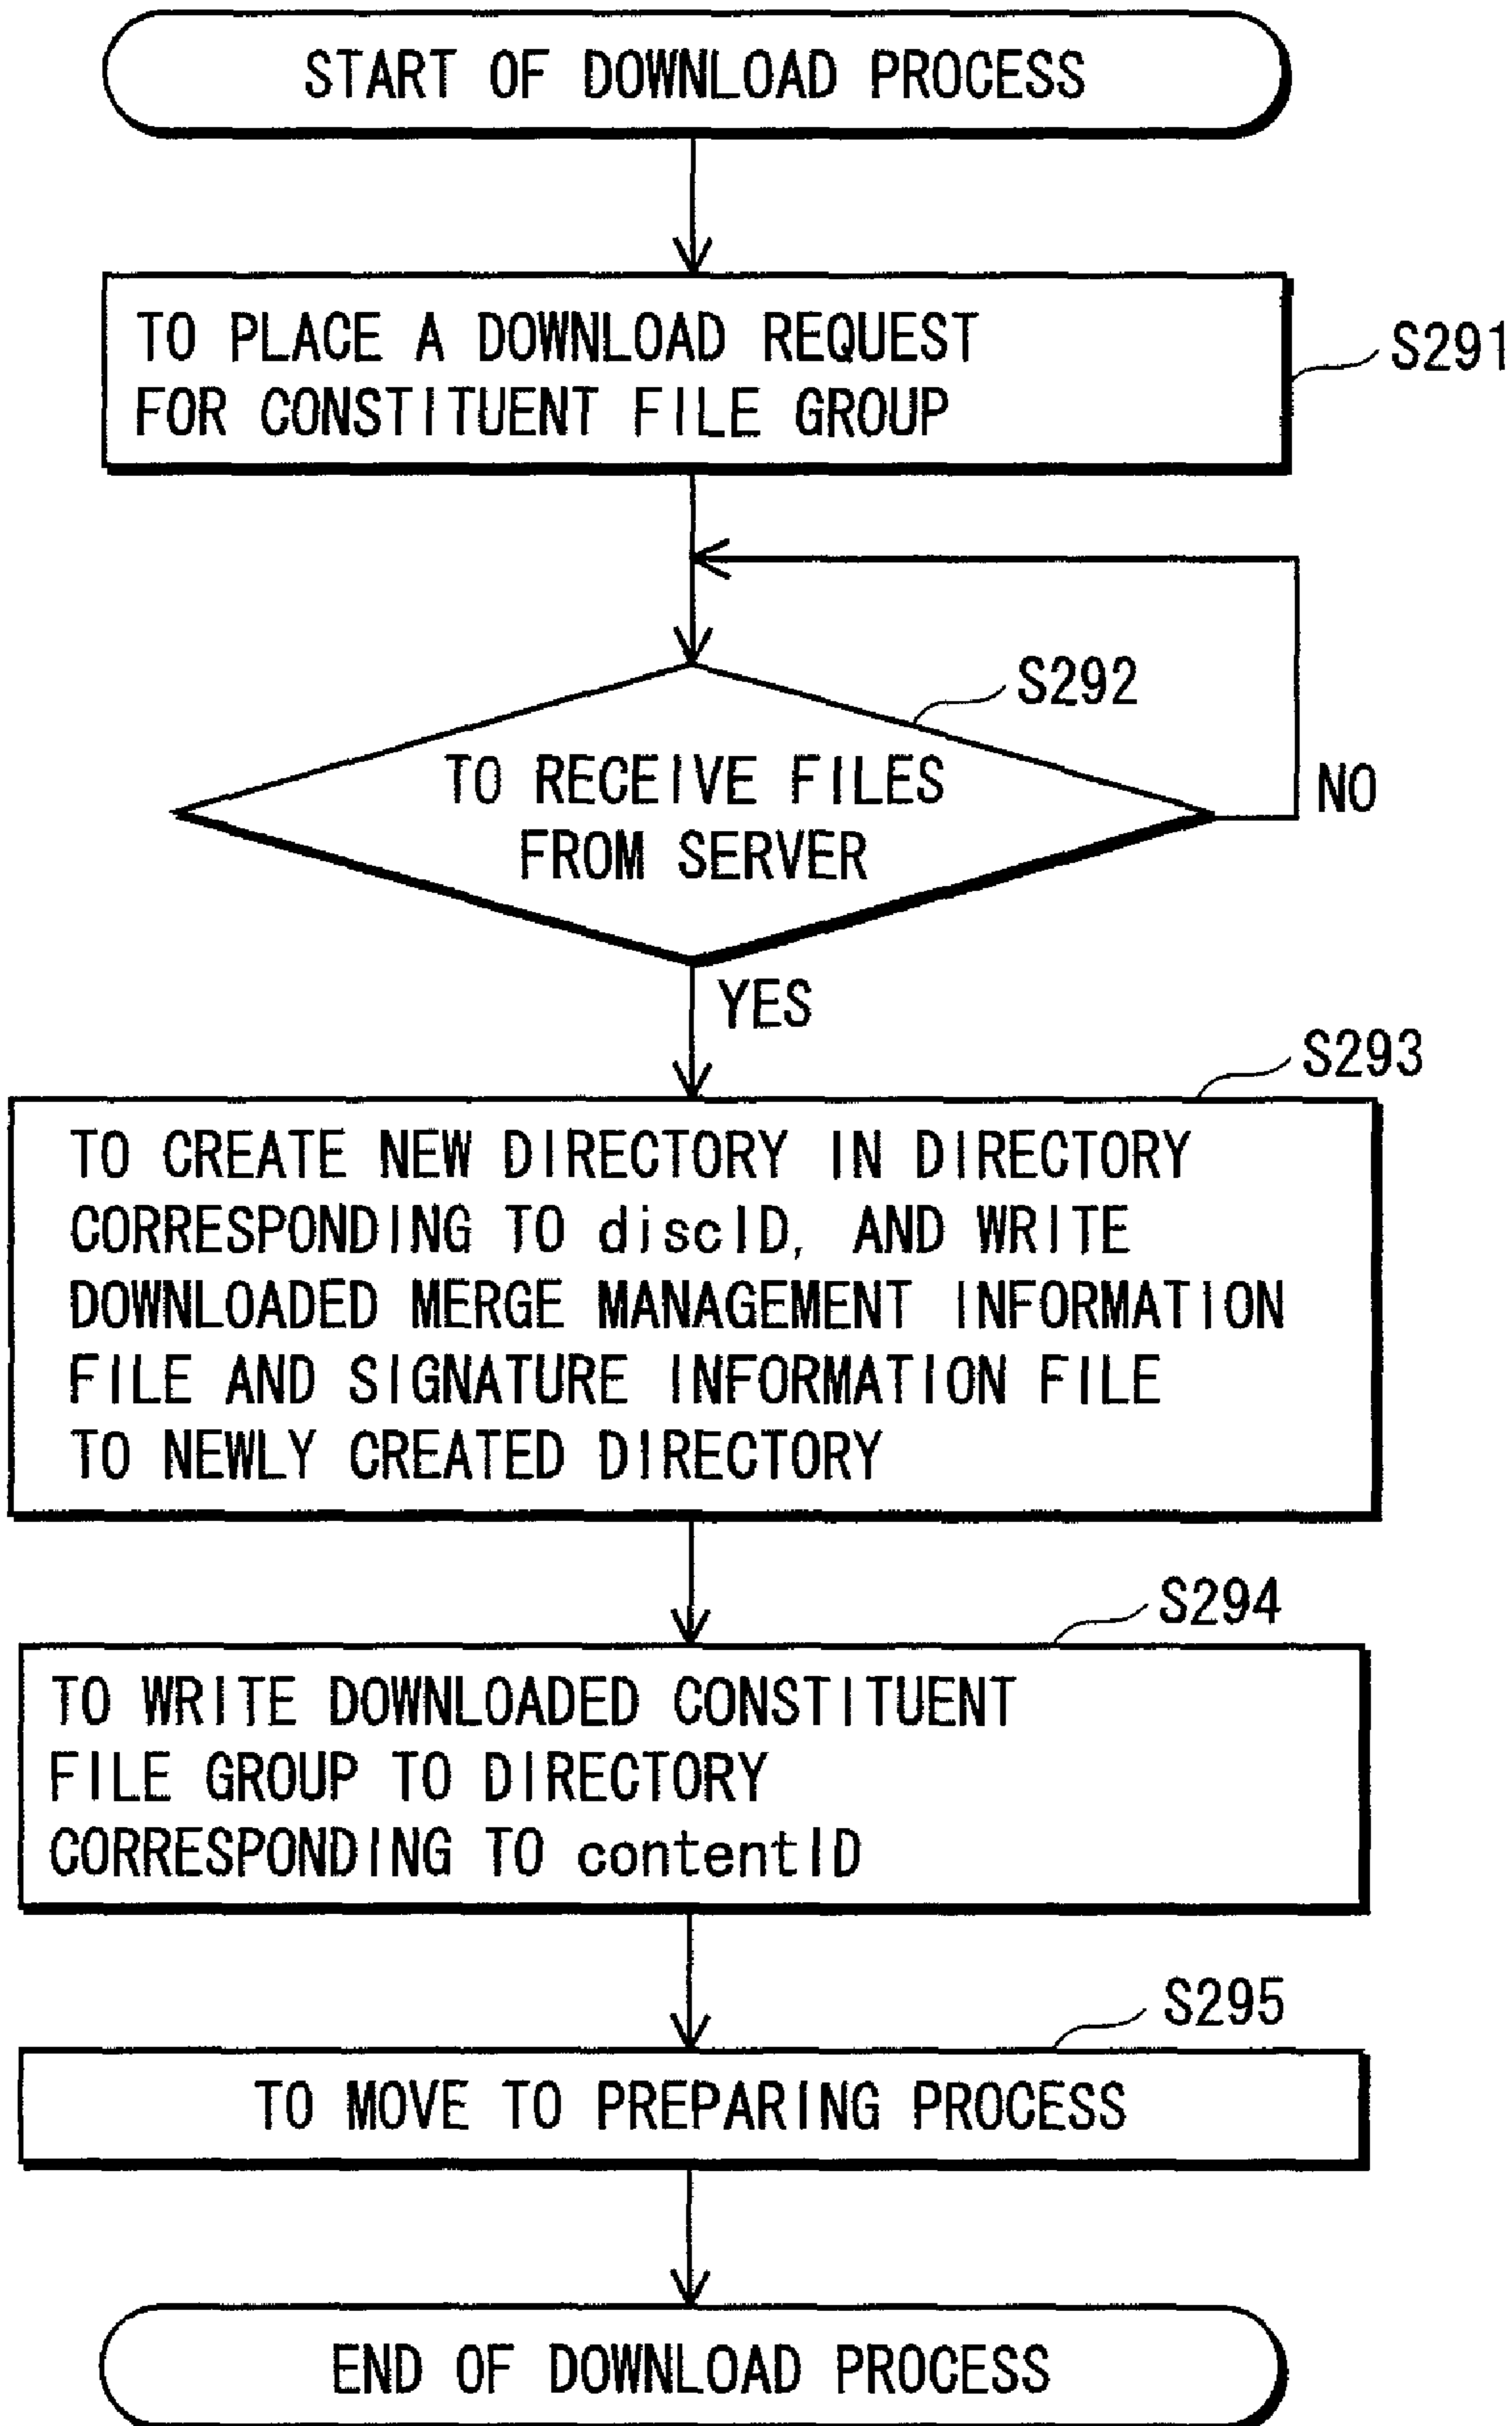 START OF DOWNLOAD PROCESS
TO PLACE A DOWNLOAD REQUEST
FOR CONSTITUENT FILE GROUP
S291
S292
TO RECEIVE FILES
FROM SERVER
NO
YES
S293
TO CREATE NEW DIRECTORY IN DIRECTORY
CORRESPONDING TO discID, AND WRITE
DOWNLOADED MERGE MANAGEMENT INFORMATION
FILE AND SIGNATURE INFORMATION FILE
TO NEWLY CREATED DIRECTORY
S294
TO WRITE DOWNLOADED CONSTITUENT
FILE GROUP TO DIRECTORY
CORRESPONDING TO contentID
S295
TO MOVE TO PREPARING PROCESS
END OF DOWNLOAD PROCESS